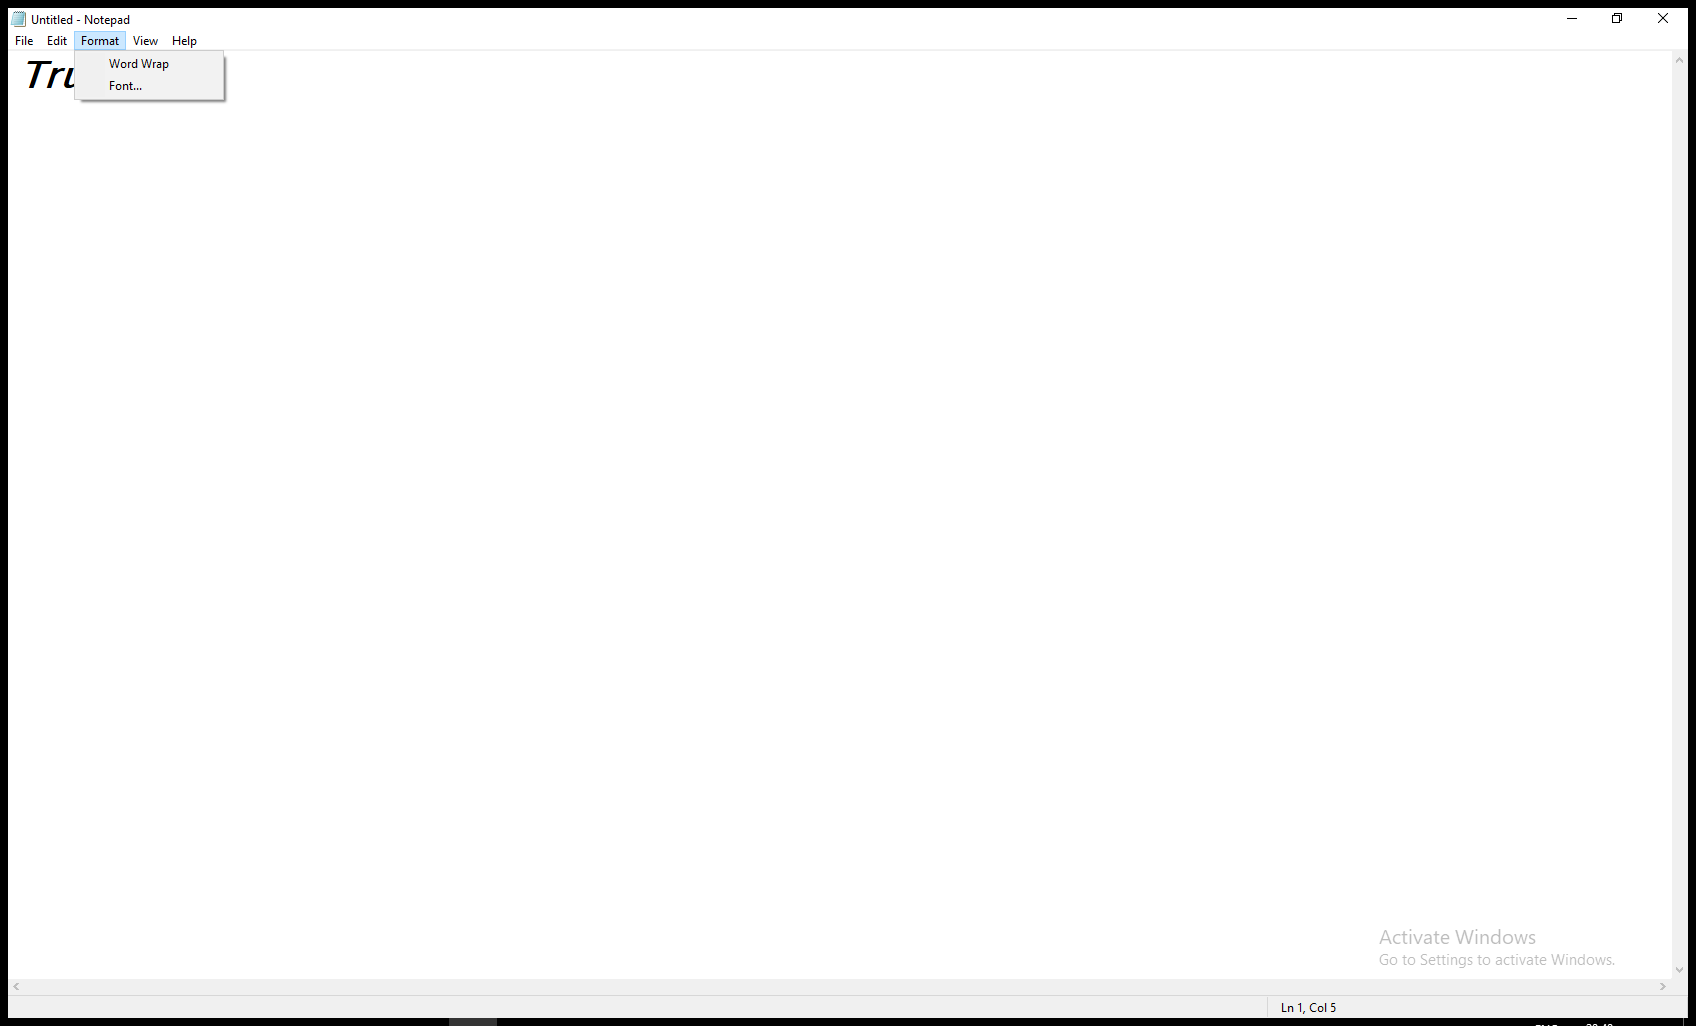 Untitled - Notepad
File Edit Format View Help
Word Wrap
Font...
Activate Windows
Go to Settings to activate Windows.
Ln 1, Col 5